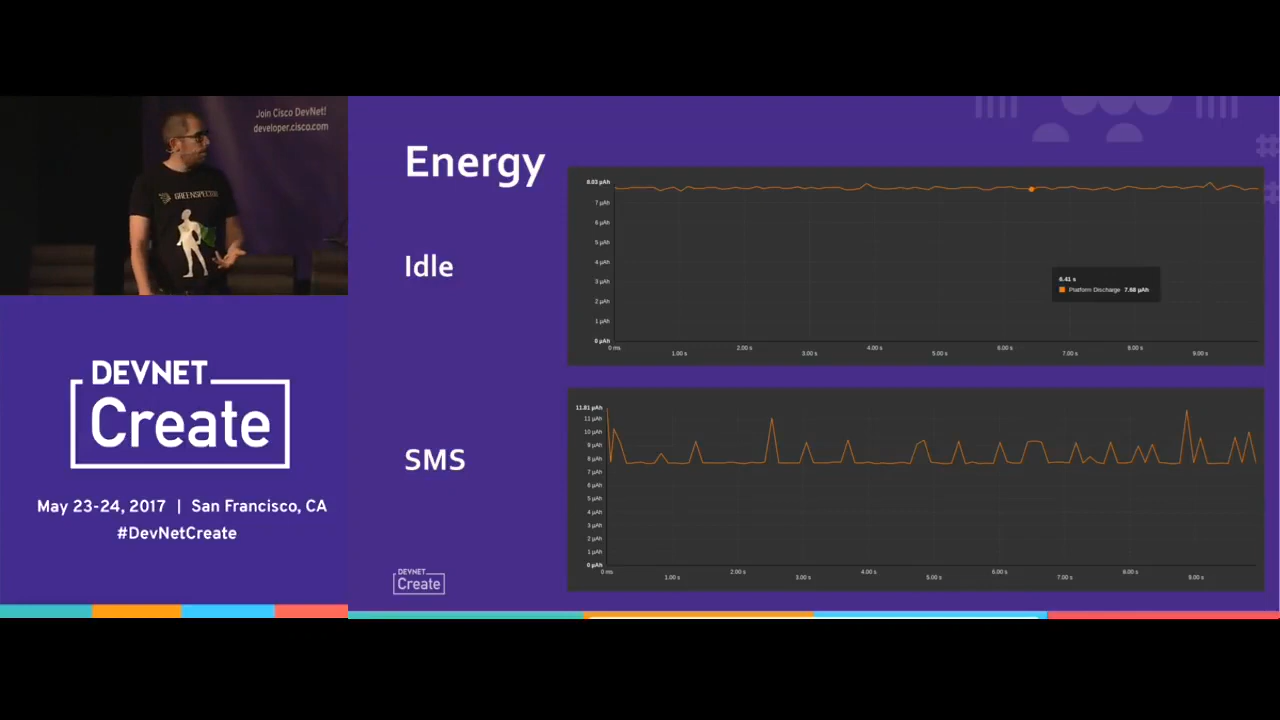 Join Cisco DevNet!
developer.cisco.com
GREENSPECTOR
DEVNET
Create
May 23-24, 2017 | San Francisco, CA
#DevNetCreate
Energy
Idle
8.03 µAh
7 µAh
6 µAh
5 µAh
4 µAh
3 µAh
2 µAh
1 µAh
0 µAh
0 ms
1.00 s
2.00 s
3.00 s
4.00 s
5.00 s
6.00 s
7.00 s
8.00 s
9.00 s
6.41 s
Platform Discharge 7.68 µAh
SMS
11.81 µAh
11 µAh
10 µAh
9 µAh
8 µAh
7 µAh
6 µAh
5 µAh
4 µAh
3 µAh
2 µAh
1 µAh
0 µAh
0 ms
1.00 s
2.00 s
3.00 s
4.00 s
5.00 s
6.00 s
7.00 s
8.00 s
9.00 s
DEVNET
Create